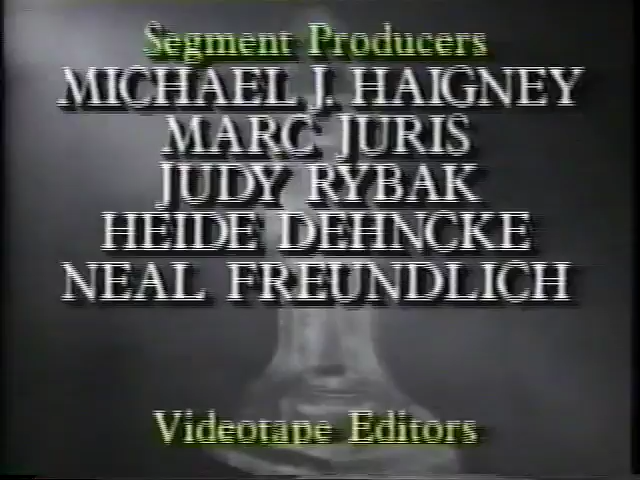 Segment Producers
MICHAEL J. HAIGNEY
MARC JURIS
JUDY RYBAK
HEIDE DEHNCKE
NEAL FREUNDLICH
Videotape Editors